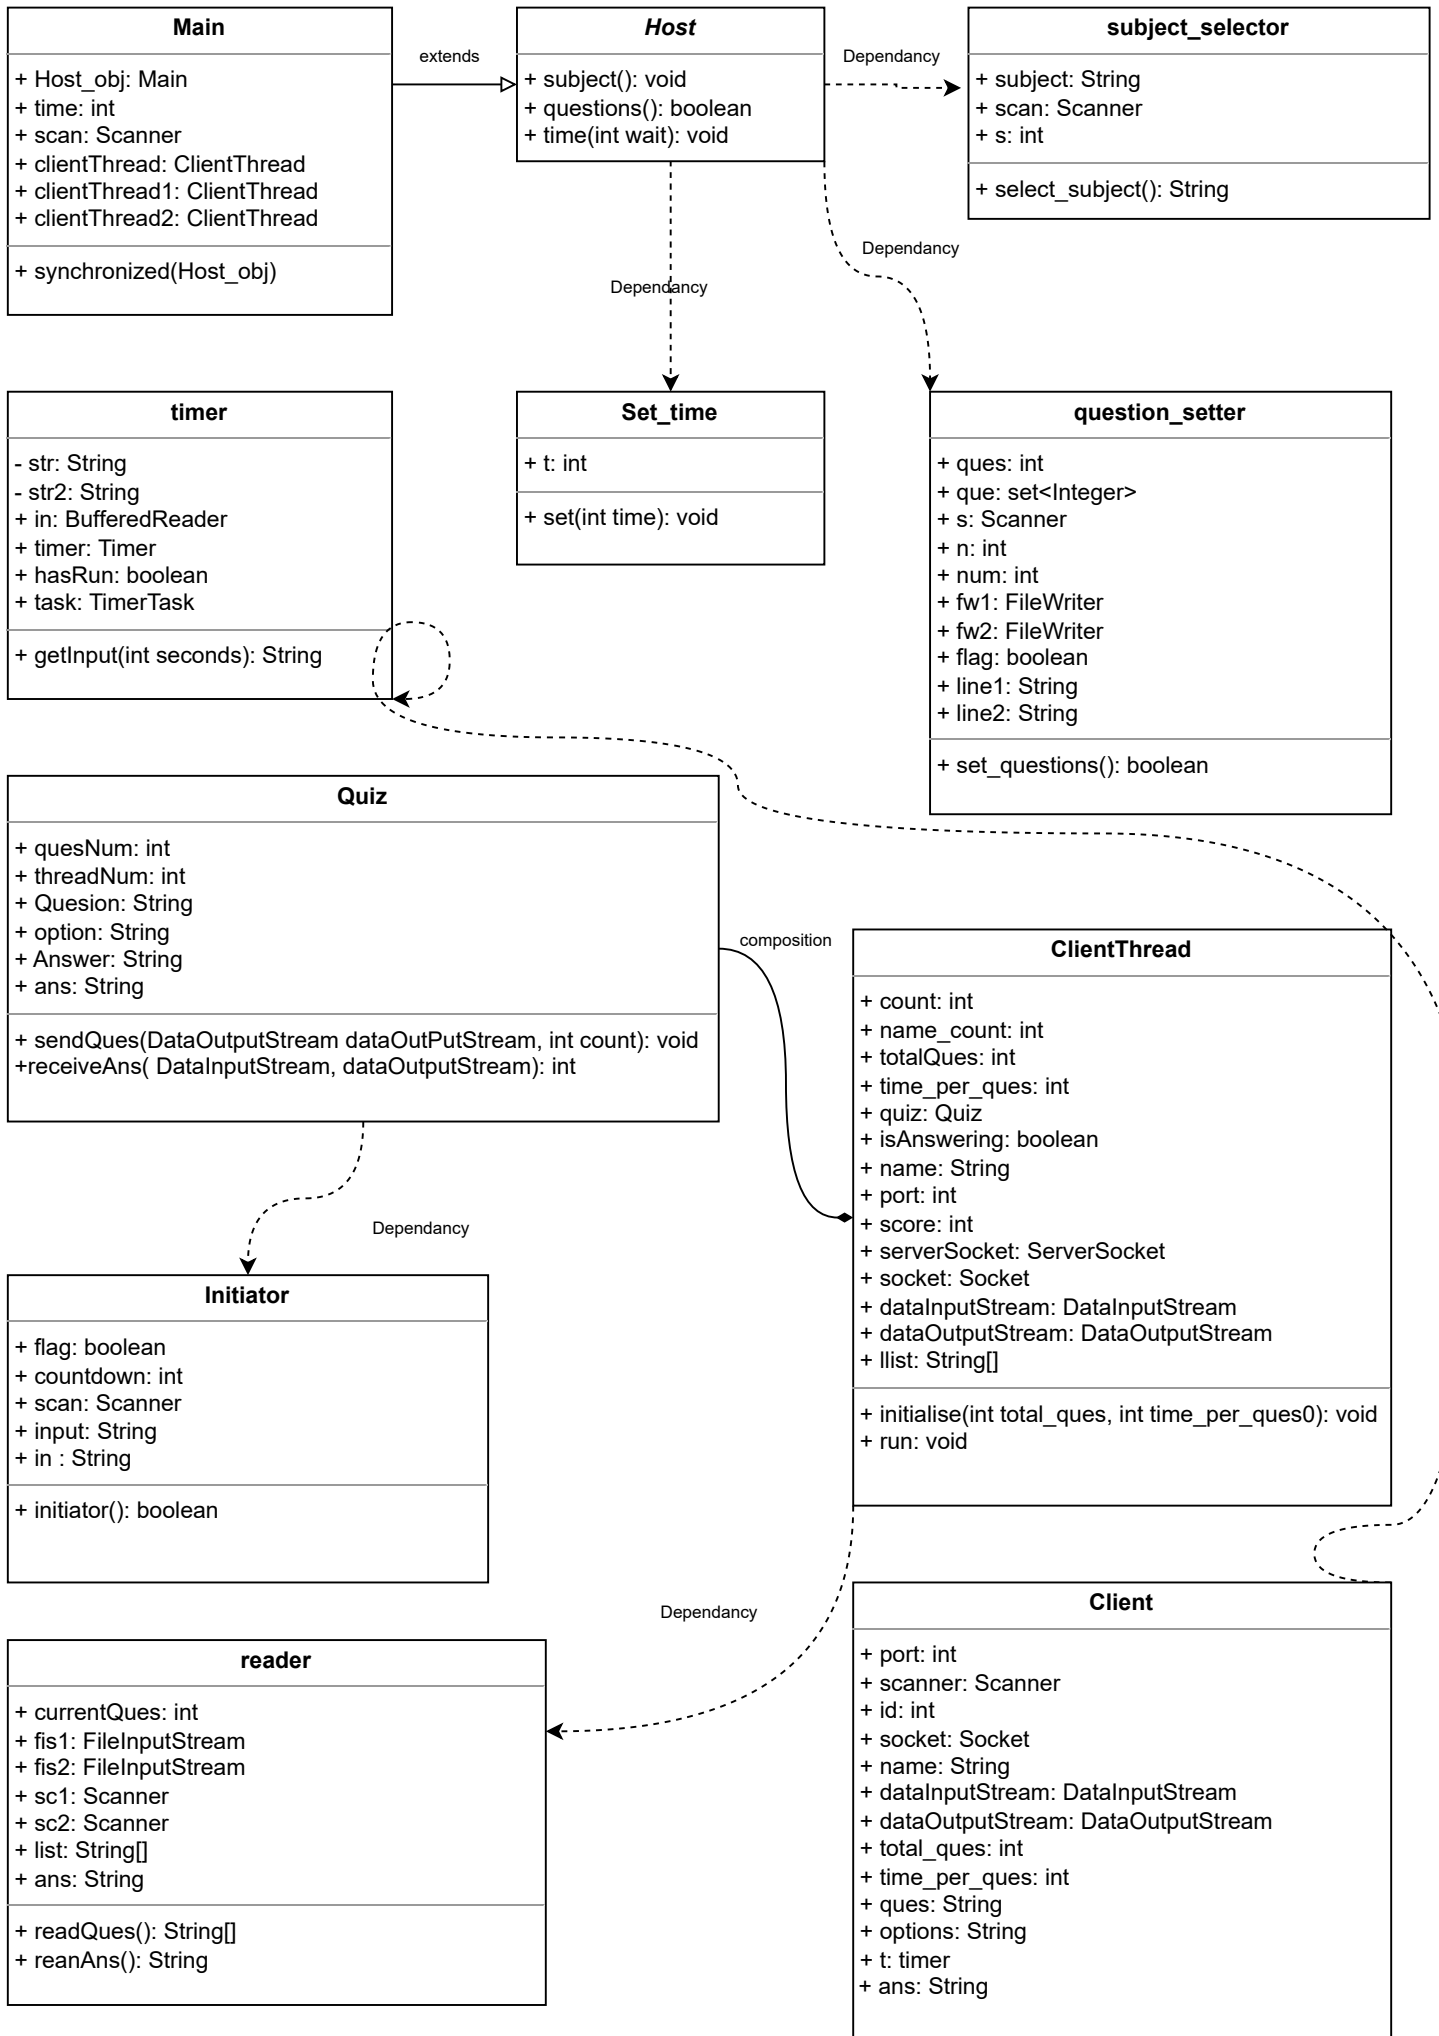 Main
+ Host_obj: Main
+ time: int
+ scan: Scanner
+ clientThread: ClientThread
+ clientThread1: ClientThread
+ clientThread2: ClientThread
+ synchronized(Host_obj)
extends
Host
+ subject(): void
+ questions(): boolean
+ time(int wait): void
Dependancy
subject_selector
+ subject: String
+ scan: Scanner
+ s: int
+ select_subject(): String
Dependancy
Dependancy
timer
- str: String
- str2: String
+ in: BufferedReader
+ timer: Timer
+ hasRun: boolean
+ task: TimerTask
+ getInput(int seconds): String
Set_time
+ t: int
+ set(int time): void
question_setter
+ ques: int
+ que: set<Integer>
+ s: Scanner
+ n: int
+ num: int
+ fw1: FileWriter
+ fw2: FileWriter
+ flag: boolean
+ line1: String
+ line2: String
+ set_questions(): boolean
Quiz
+ quesNum: int
+ threadNum: int
+ Quesion: String
+ option: String
+ Answer: String
+ ans: String
+ sendQues(DataOutputStream dataOutPutStream, int count): void
+receiveAns( DataInputStream, dataOutputStream): int
composition
ClientThread
+ count: int
+ name_count: int
+ totalQues: int
+ time_per_ques: int
+ quiz: Quiz
+ isAnswering: boolean
+ name: String
+ port: int
+ score: int
+ serverSocket: ServerSocket
+ socket: Socket
+ dataInputStream: DataInputStream
+ dataOutputStream: DataOutputStream
+ llist: String[]
+ initialise(int total_ques, int time_per_ques0): void
+ run: void
Dependancy
Initiator
+ flag: boolean
+ countdown: int
+ scan: Scanner
+ input: String
+ in : String
+ initiator(): boolean
Dependancy
reader
+ currentQues: int
+ fis1: FileInputStream
+ fis2: FileInputStream
+ sc1: Scanner
+ sc2: Scanner
+ list: String[]
+ ans: String
+ readQues(): String[]
+ reanAns(): String
Client
+ port: int
+ scanner: Scanner
+ id: int
+ socket: Socket
+ name: String
+ dataInputStream: DataInputStream
+ dataOutputStream: DataOutputStream
+ total_ques: int
+ time_per_ques: int
+ ques: String
+ options: String
+ t: timer
+ ans: String